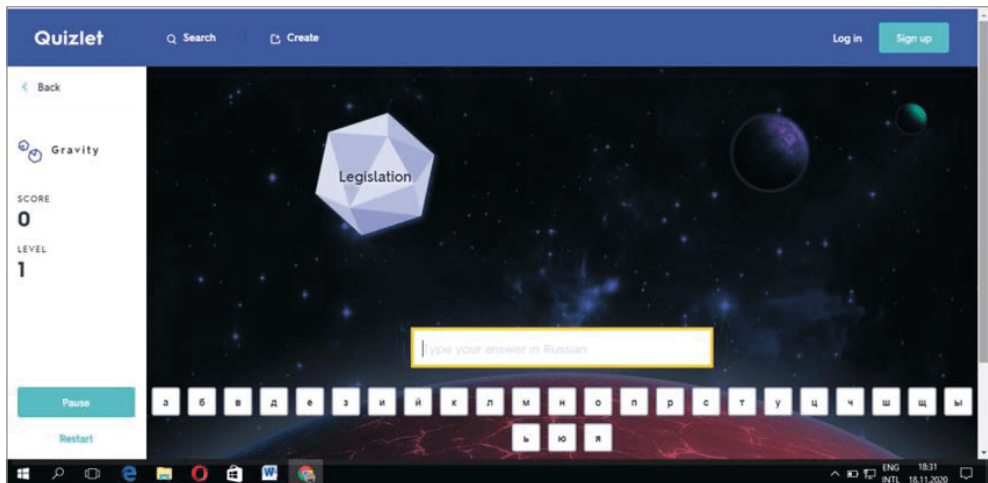 Quizlet Search Create Log in Sign up
Back
Gravity
SCORE
0
LEVEL
1
Legislation
Type your answer in Russian
Pause
а б в д е з и й к л м н о п р с т у ц ч ш щ ы
Restart
ь ю я
ENG 18:31
INTL 18.11.2020